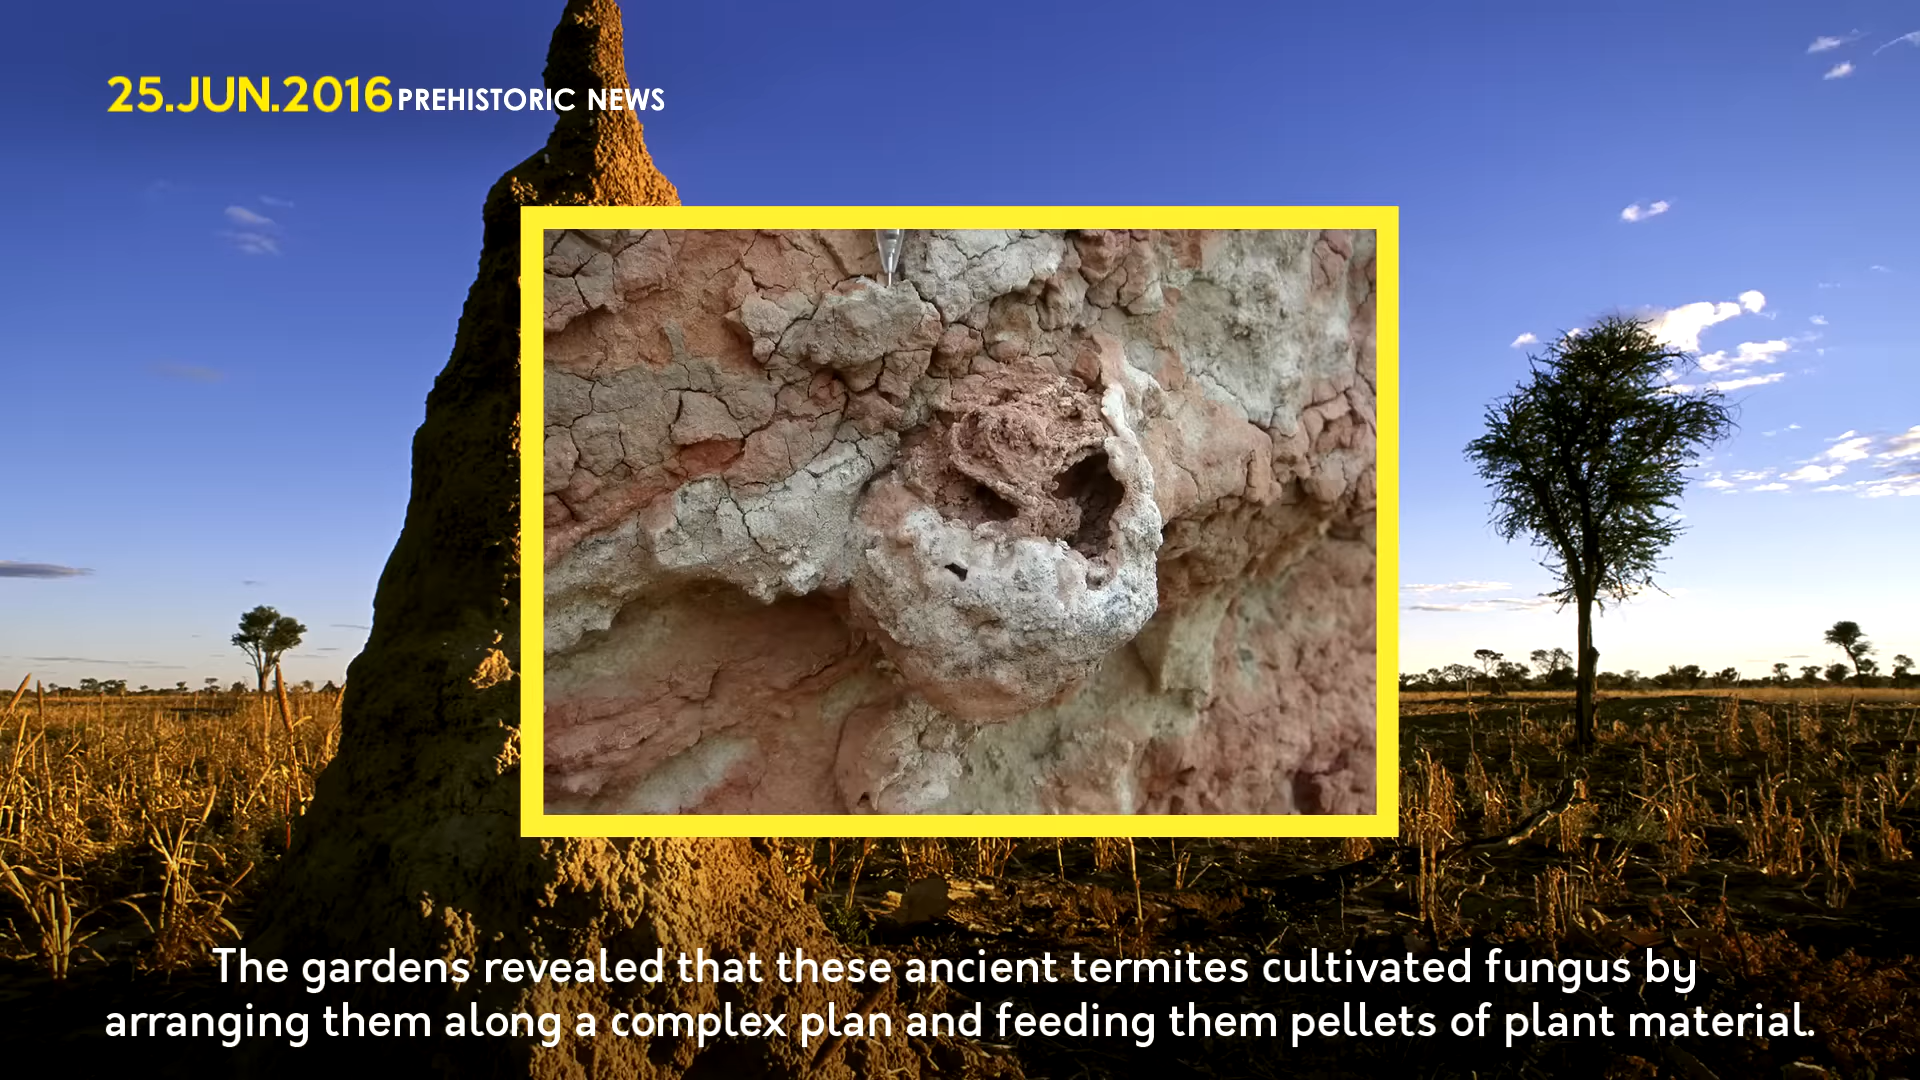 25.JUN.2016 PREHISTORIC NEWS
The gardens revealed that these ancient termites cultivated fungus by
arranging them along a complex plan and feeding them pellets of plant material.